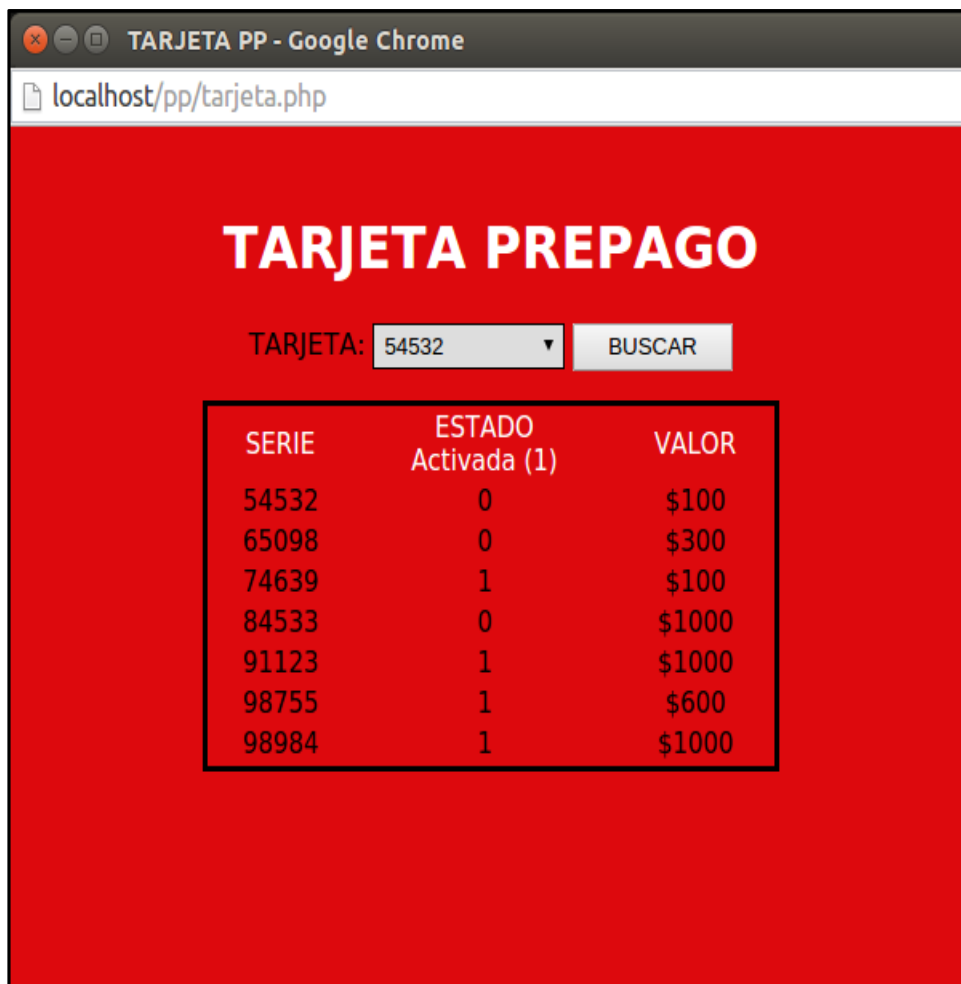 TARJETA PP - Google Chrome
localhost/pp/tarjeta.php
TARJETA PREPAGO
TARJETA: 54532 BUSCAR
SERIE ESTADO Activada (1) VALOR
54532 0 $100
65098 0 $300
74639 1 $100
84533 0 $1000
91123 1 $1000
98755 1 $600
98984 1 $1000